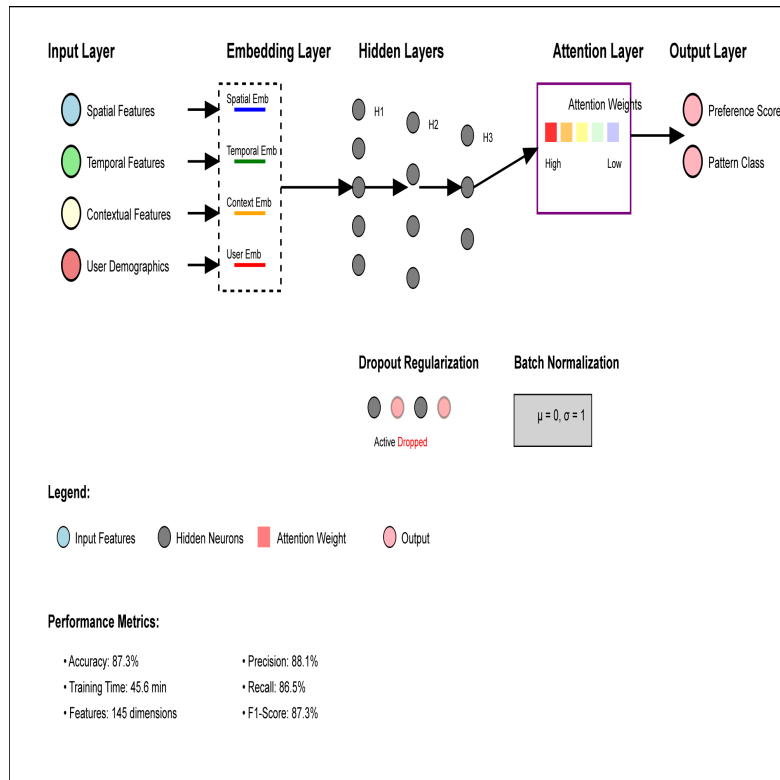 Input Layer
Embedding Layer
Hidden Layers
Attention Layer
Output Layer
Spatial Features
Spatial Emb
H1
H2
H3
Attention Weights
Preference Score
Temporal Features
Temporal Emb
High
Low
Pattern Class
Contextual Features
Context Emb
User Demographics
User Emb
Dropout Regularization
Batch Normalization
μ = 0, σ = 1
Active
Dropped
Legend:
Input Features
Hidden Neurons
Attention Weight
Output
Performance Metrics:
• Accuracy: 87.3%
• Precision: 88.1%
• Training Time: 45.6 min
• Recall: 86.5%
• Features: 145 dimensions
• F1-Score: 87.3%